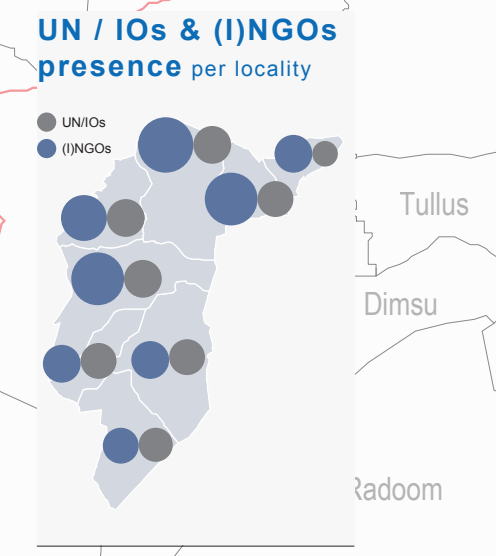 UN / IOs & (I)NGOs
presence per locality
UN/IOs
(I)NGOs
Tullus
Dimsu
Radoom